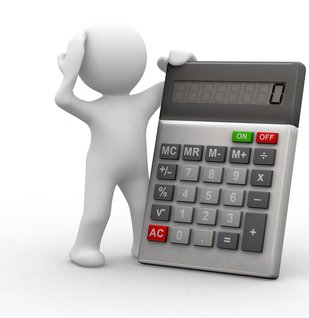 0
ON OFF
MC MR M- M+ ÷
+/- 7 8 9 x
% 4 5 6 -
√ 1 2 3 +
AC 0 . =